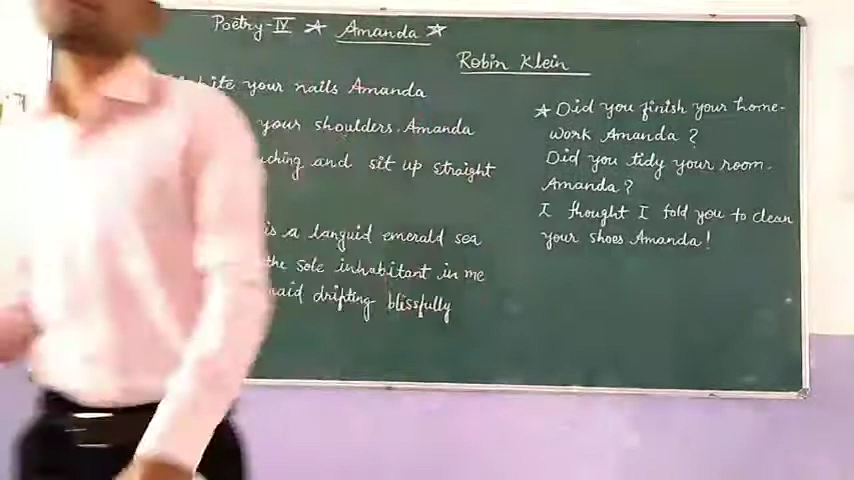 Poetry-IV ★ Amanda ★
Robin Klein
bite your nails Amanda
your shoulders, Amanda
and sit up straight
is a languid emerald sea
the sole inhabitant in me
drifting blissfully
★ Did you finish your home-
work Amanda ?
Did you tidy your room.
Amanda ?
I thought I told you to clean
your shoes Amanda !